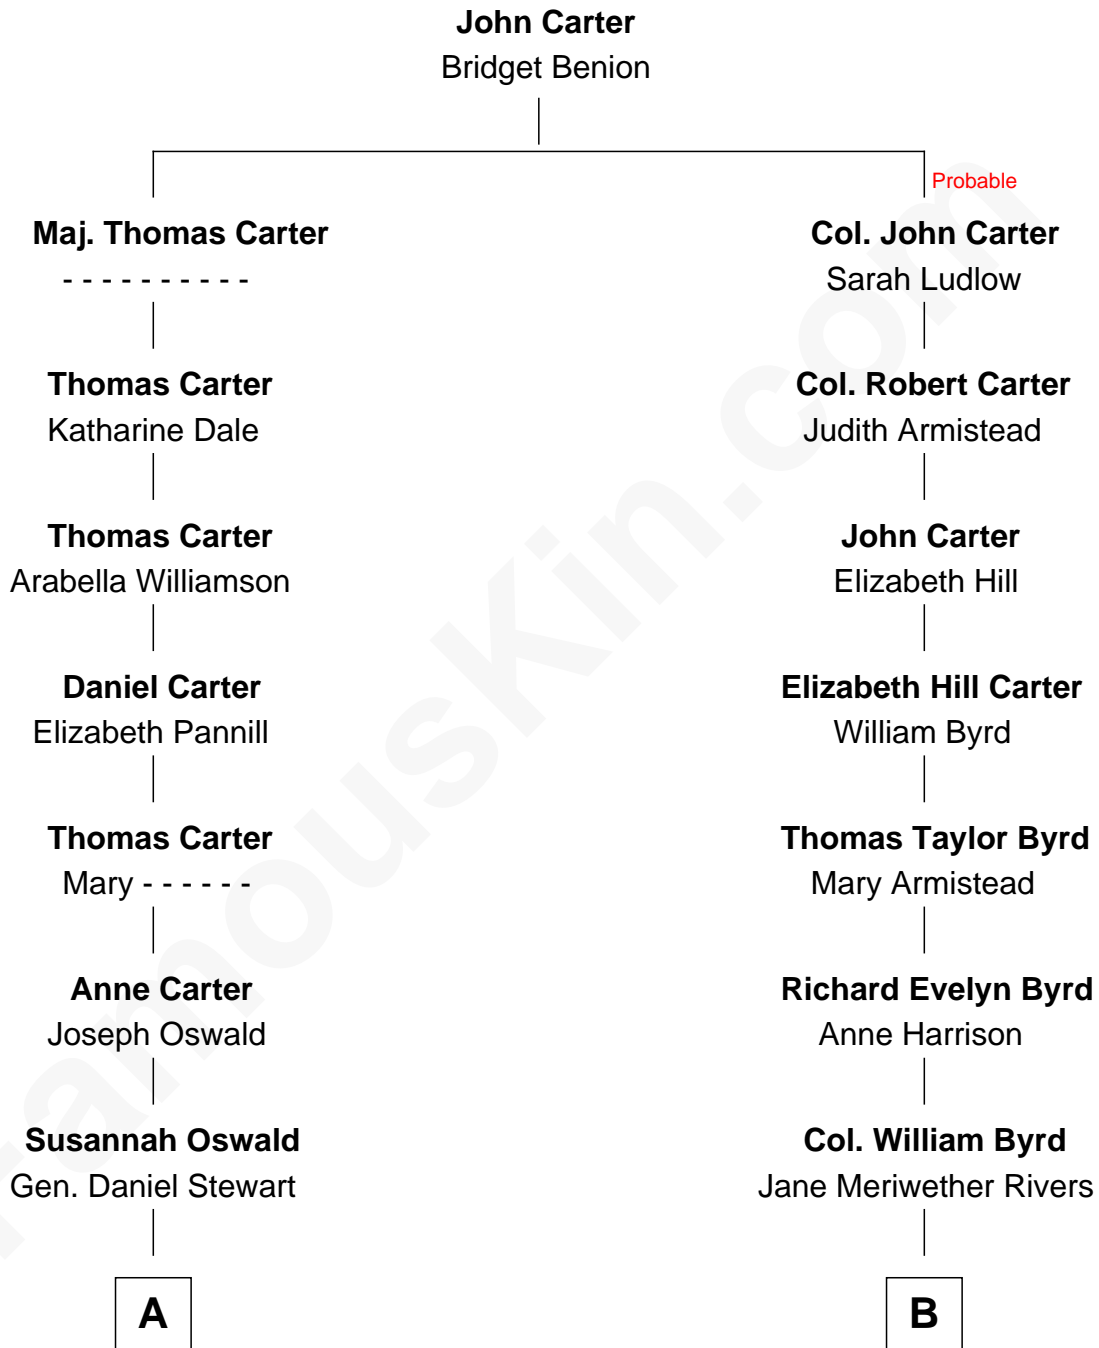 John Carter
Bridget Benion
Probable
Maj. Thomas Carter
- - - - - - - - - -
Thomas Carter
Katharine Dale
Thomas Carter
Arabella Williamson
Daniel Carter
Elizabeth Pannill
Thomas Carter
Mary - - - - - -
Anne Carter
Joseph Oswald
Susannah Oswald
Gen. Daniel Stewart
A
Col. John Carter
Sarah Ludlow
Col. Robert Carter
Judith Armistead
John Carter
Elizabeth Hill
Elizabeth Hill Carter
William Byrd
Thomas Taylor Byrd
Mary Armistead
Richard Evelyn Byrd
Anne Harrison
Col. William Byrd
Jane Meriwether Rivers
B
famouskin.com